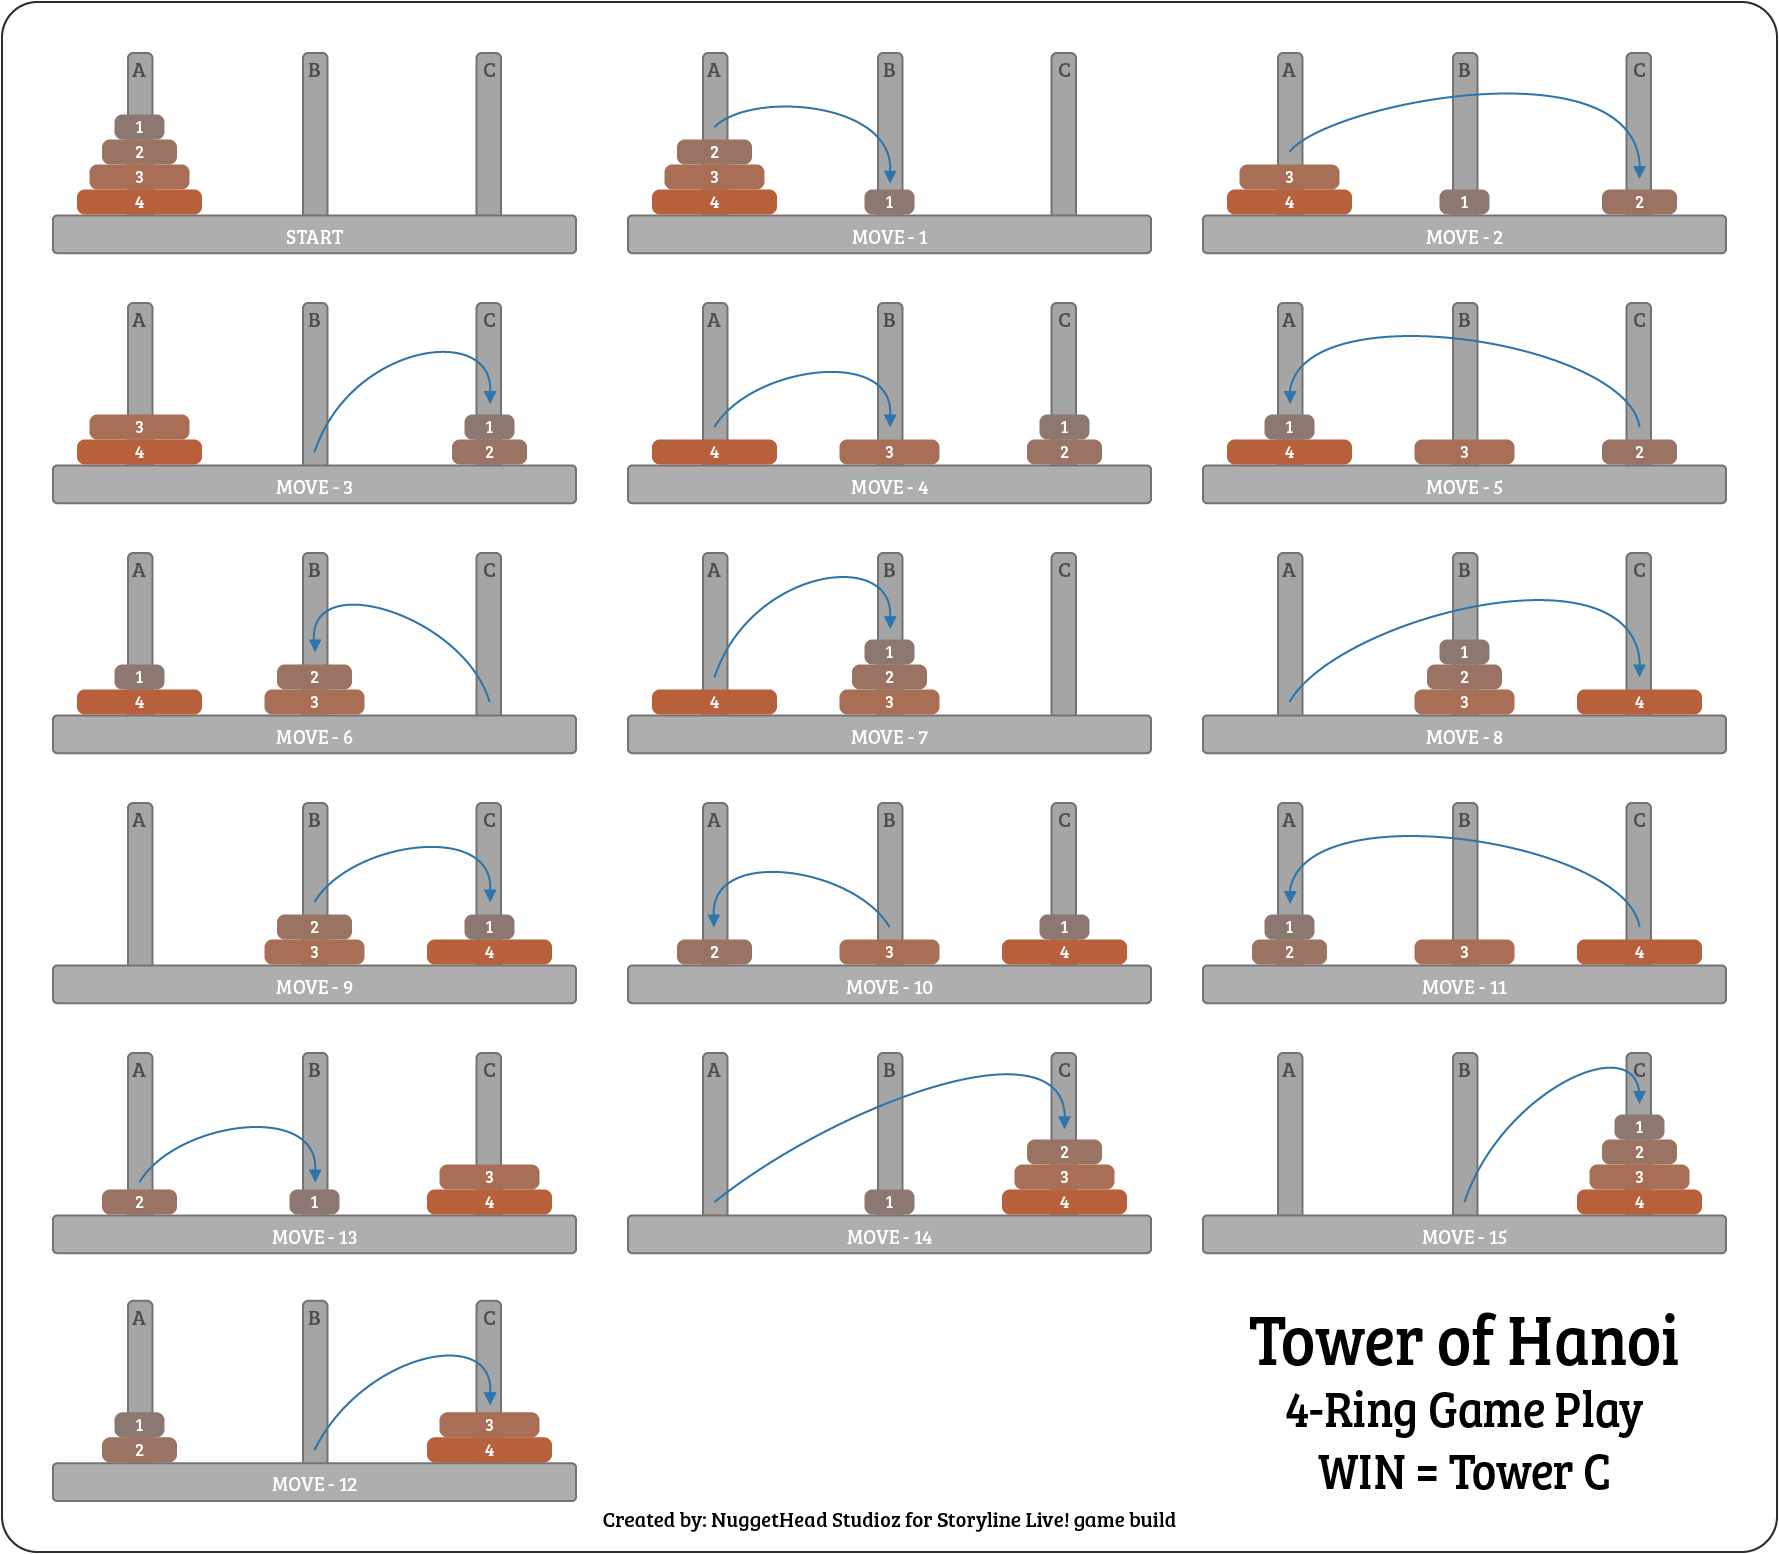 A B C
1
2
3
4
START
A B C
2
3
4 1
MOVE - 1
A B C
3
4 1 2
MOVE - 2
A B C
3 1
4 2
MOVE - 3
A B C
1
4 3 2
MOVE - 4
A B C
1
4 3 2
MOVE - 5
A B C
1 2
4 3
MOVE - 6
A B C
1
2
4 3
MOVE - 7
A B C
1
2
3 4
MOVE - 8
A B C
2 1
3 4
MOVE - 9
A B C
1
2 3 4
MOVE - 10
A B C
1
2 3 4
MOVE - 11
A B C
3
2 1 4
MOVE - 13
A B C
2
3
1 4
MOVE - 14
A B C
1
2
3
4
MOVE - 15
A B C
1 3
2 4
MOVE - 12
Tower of Hanoi
4-Ring Game Play
WIN = Tower C
Created by: NuggetHead Studioz for Storyline Live! game build